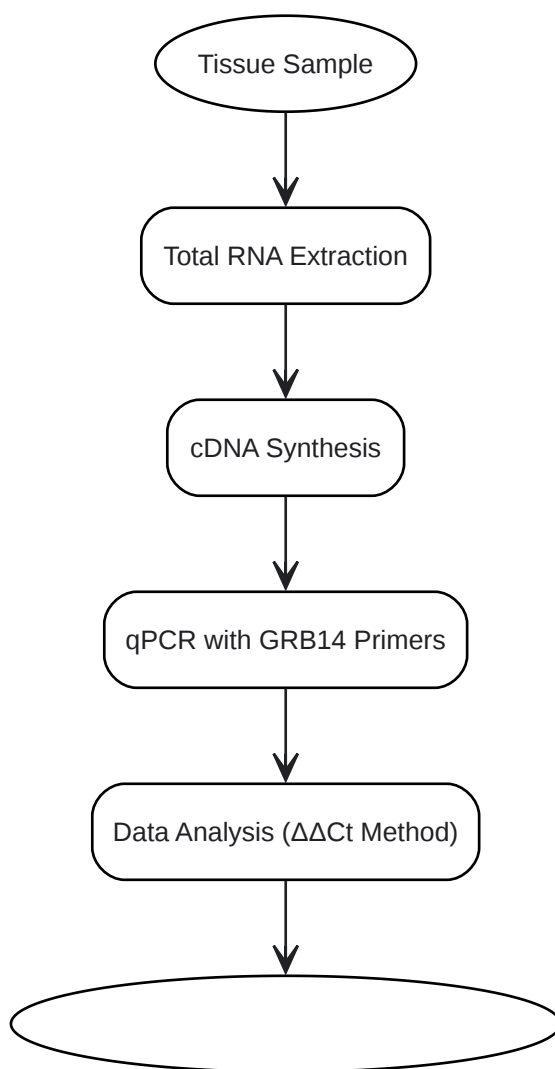 Tissue Sample
Total RNA Extraction
cDNA Synthesis
qPCR with GRB14 Primers
Data Analysis (ΔΔCt Method)